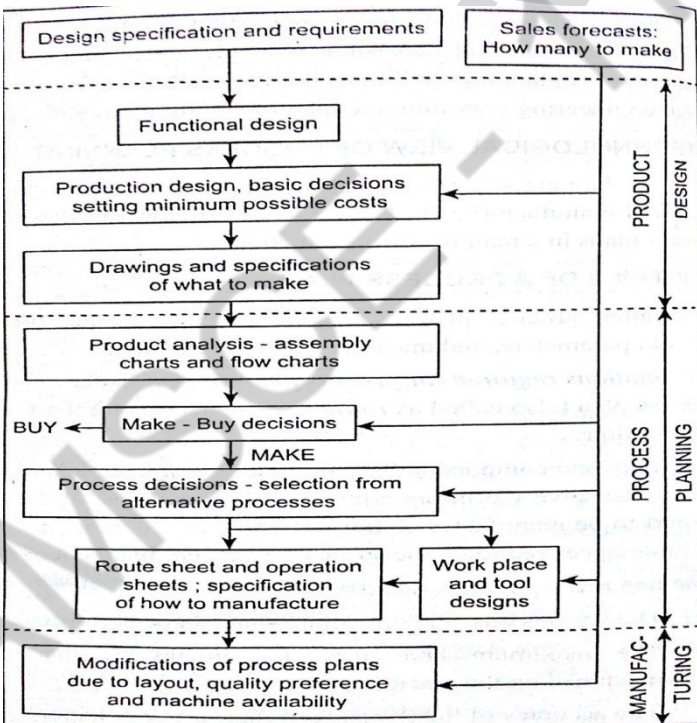 Design specification and requirements
Sales forecasts:
How many to make
Functional design
Production design, basic decisions
setting minimum possible costs
Drawings and specifications
of what to make
PRODUCT
DESIGN
Product analysis - assembly
charts and flow charts
BUY
Make - Buy decisions
MAKE
Process decisions - selection from
alternative processes
Route sheet and operation
sheets ; specification
of how to manufacture
Work place
and tool
designs
PROCESS
PLANNING
Modifications of process plans
due to layout, quality preference
and machine availability
MANUFAC-
TURING
AMSCE -